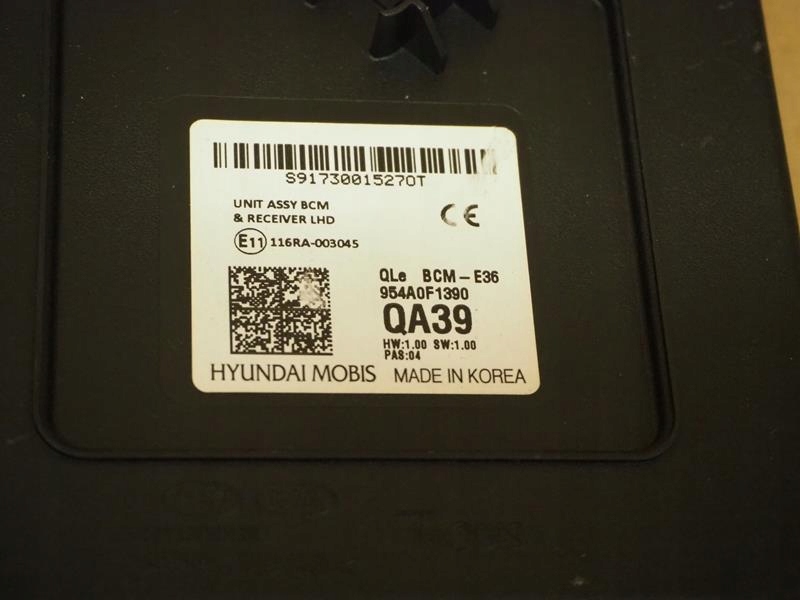 S91730015270T
UNIT ASSY BCM
& RECEIVER LHD
CE
E11 116RA-003045
QLe BCM-E36
954A0F1390
QA39
HW:1.00 SW:1.00
PAS:04
HYUNDAI MOBIS MADE IN KOREA